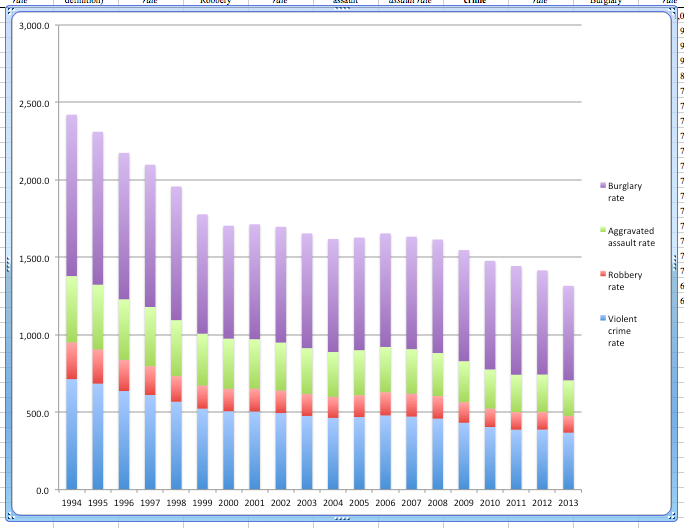 rate definition) rate Robbery rate assault assault rate crime rate Burglary rate
3,000.0
2,500.0
2,000.0
1,500.0
1,000.0
500.0
0.0
1994 1995 1996 1997 1998 1999 2000 2001 2002 2003 2004 2005 2006 2007 2008 2009 2010 2011 2012 2013
Burglary
rate
Aggravated
assault rate
Robbery
rate
Violent
crime
rate